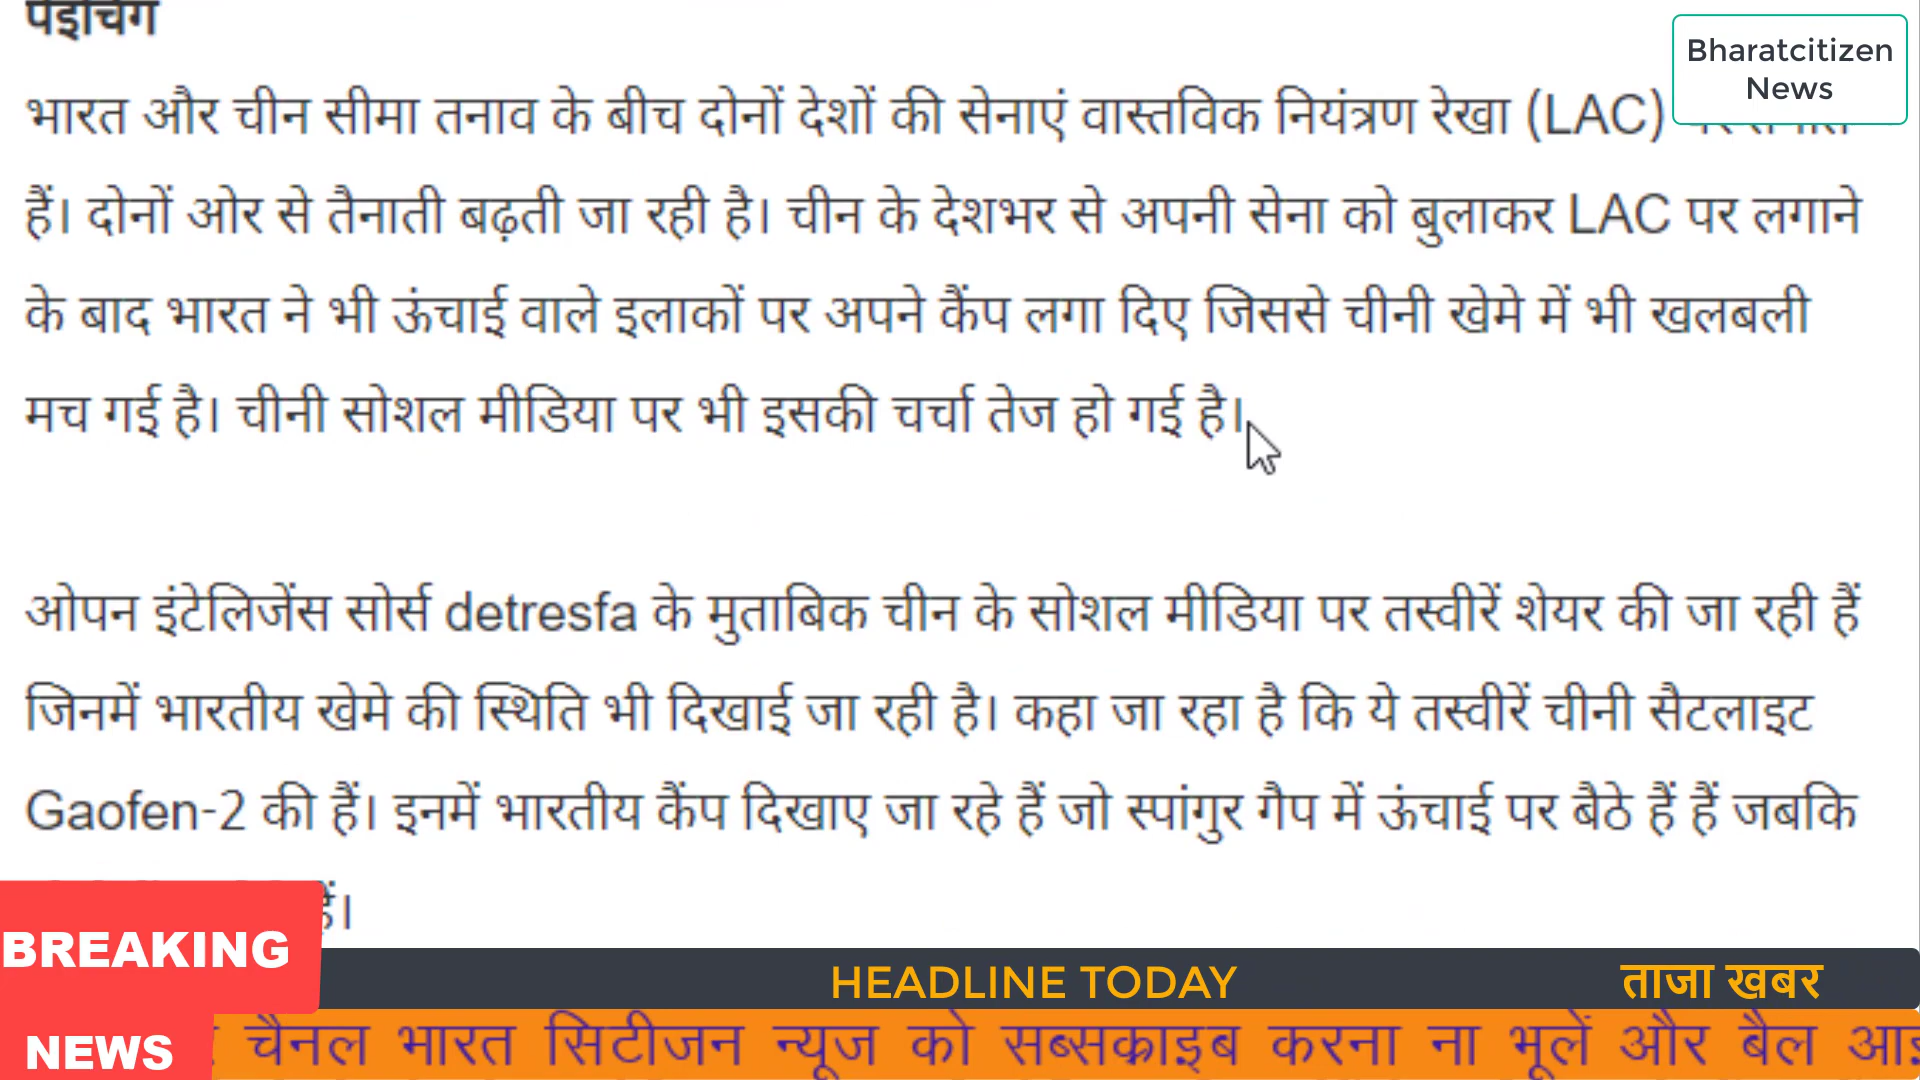 पेइचिंग
Bharatcitizen
News
भारत और चीन सीमा तनाव के बीच दोनों देशों की सेनाएं वास्तविक नियंत्रण रेखा (LAC)
हैं। दोनों ओर से तैनाती बढ़ती जा रही है। चीन के देशभर से अपनी सेना को बुलाकर LAC पर लगाने
के बाद भारत ने भी ऊंचाई वाले इलाकों पर अपने कैंप लगा दिए जिससे चीनी खेमे में भी खलबली
मच गई है। चीनी सोशल मीडिया पर भी इसकी चर्चा तेज हो गई है।
ओपन इंटेलिजेंस सोर्स detresfa के मुताबिक चीन के सोशल मीडिया पर तस्वीरें शेयर की जा रही हैं
जिनमें भारतीय खेमे की स्थिति भी दिखाई जा रही है। कहा जा रहा है कि ये तस्वीरें चीनी सैटलाइट
Gaofen-2 की हैं। इनमें भारतीय कैंप दिखाए जा रहे हैं जो स्पांगुर गैप में ऊंचाई पर बैठे हैं हैं जबकि
हैं।
BREAKING
NEWS
HEADLINE TODAY
ताजा खबर
चैनल भारत सिटीजन न्यूज को सब्सक्राइब करना ना भूलें और बैल